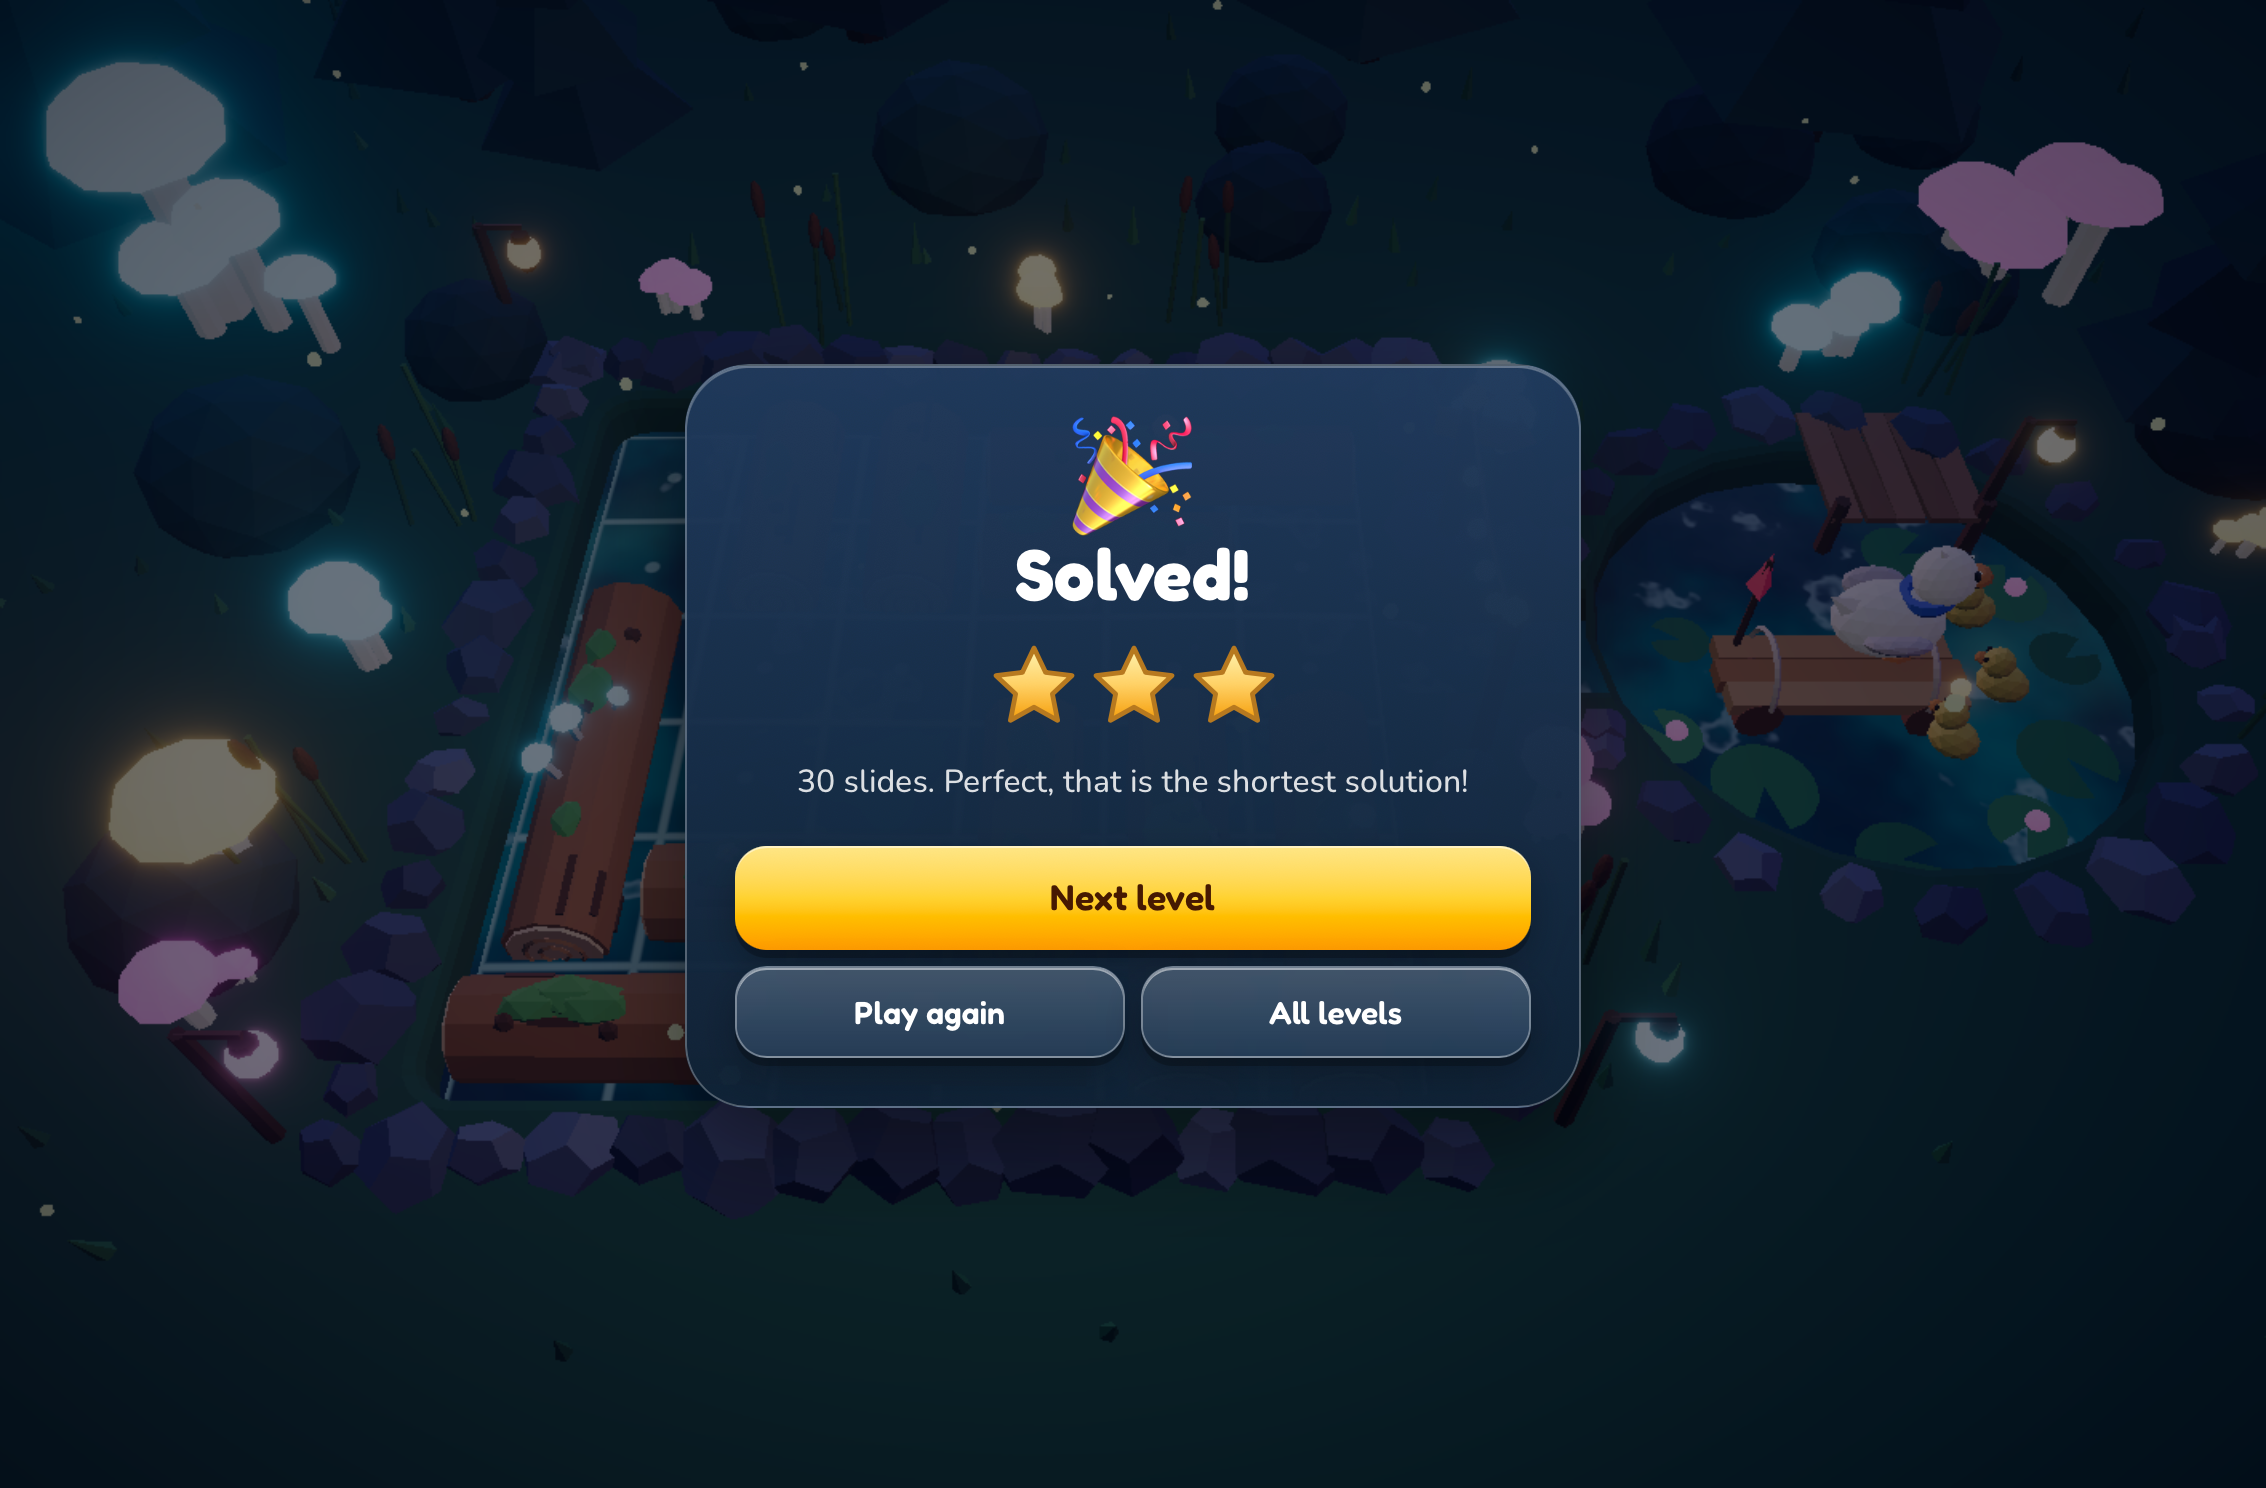 Solved!
30 slides. Perfect, that is the shortest solution!
Next level
Play again
All levels